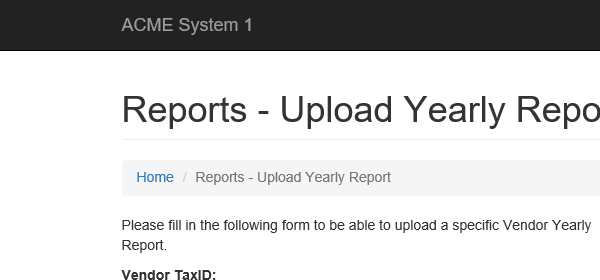 ACME System 1
Reports - Upload Yearly Repo
Home / Reports - Upload Yearly Report
Please fill in the following form to be able to upload a specific Vendor Yearly
Report.
Vendor TaxID: